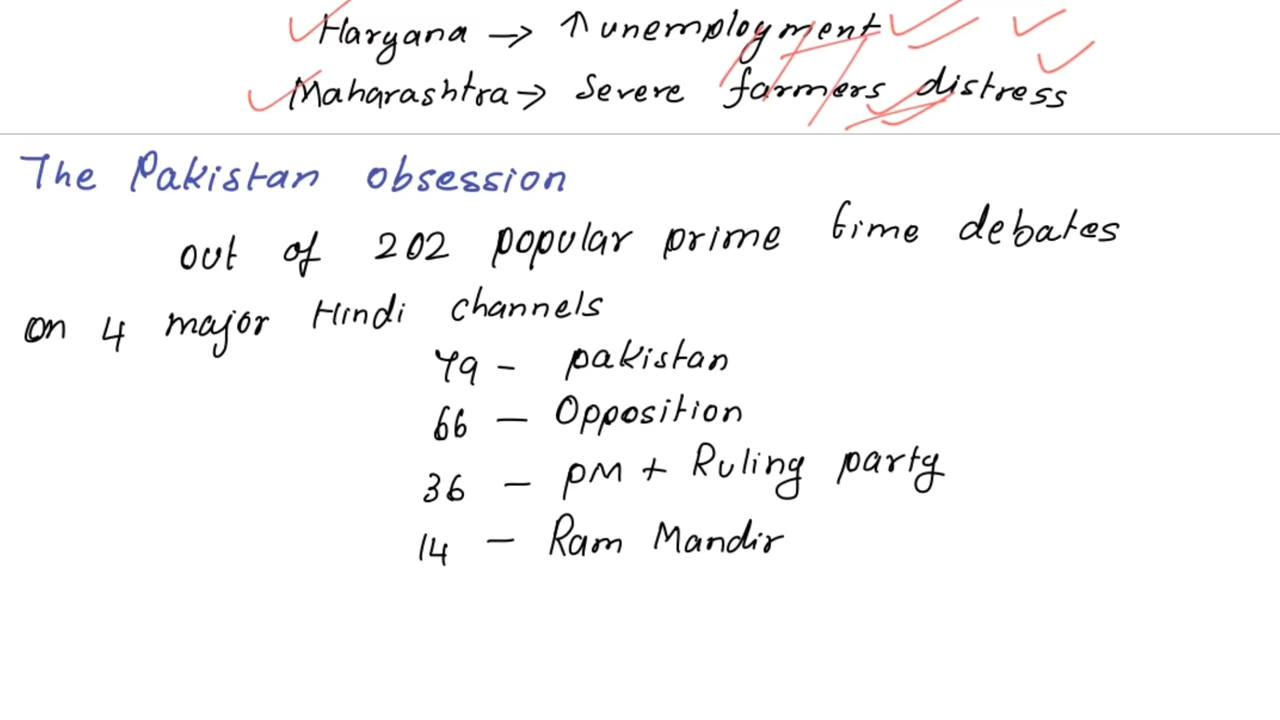 Haryana → ↑ unemployment
Maharashtra → Severe farmers distress
The Pakistan obsession
out of 202 popular prime time debates
on 4 major Hindi channels
79 - pakistan
66 — Opposition
36 — PM + Ruling party
14 — Ram Mandir